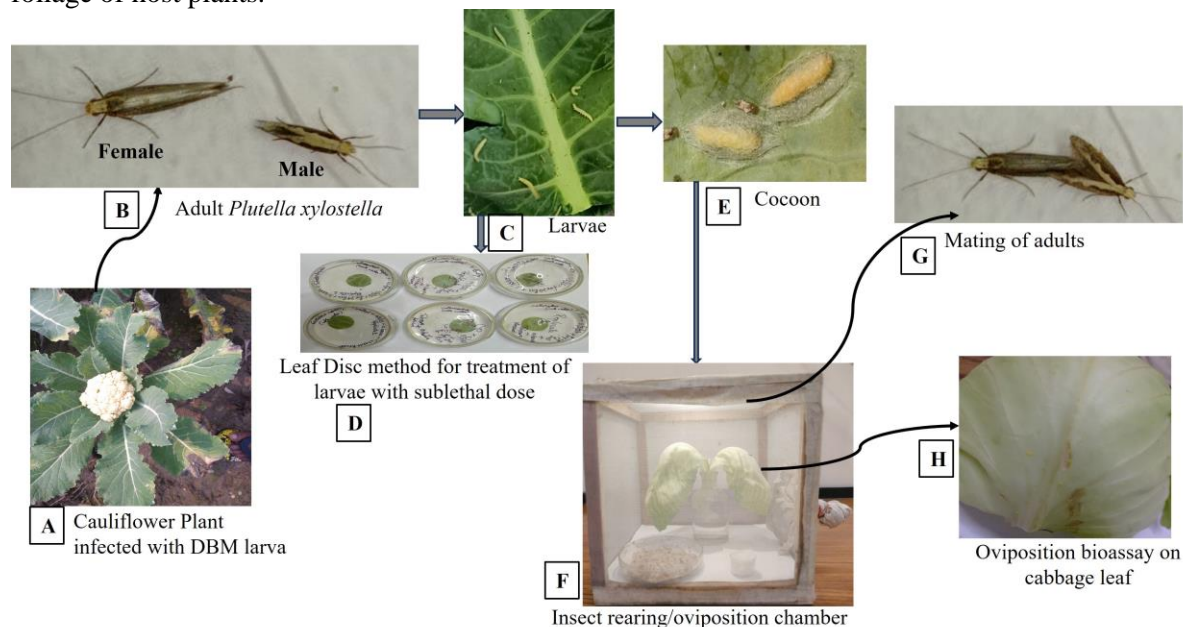 foliage of host plants.
Female
Male
B
Adult Plutella xylostella
C
Larvae
E
Cocoon
G
Mating of adults
Leaf Disc method for treatment of
larvae with sublethal dose
D
A
Cauliflower Plant
infected with DBM larva
F
Insect rearing/oviposition chamber
H
Oviposition bioassay on
cabbage leaf